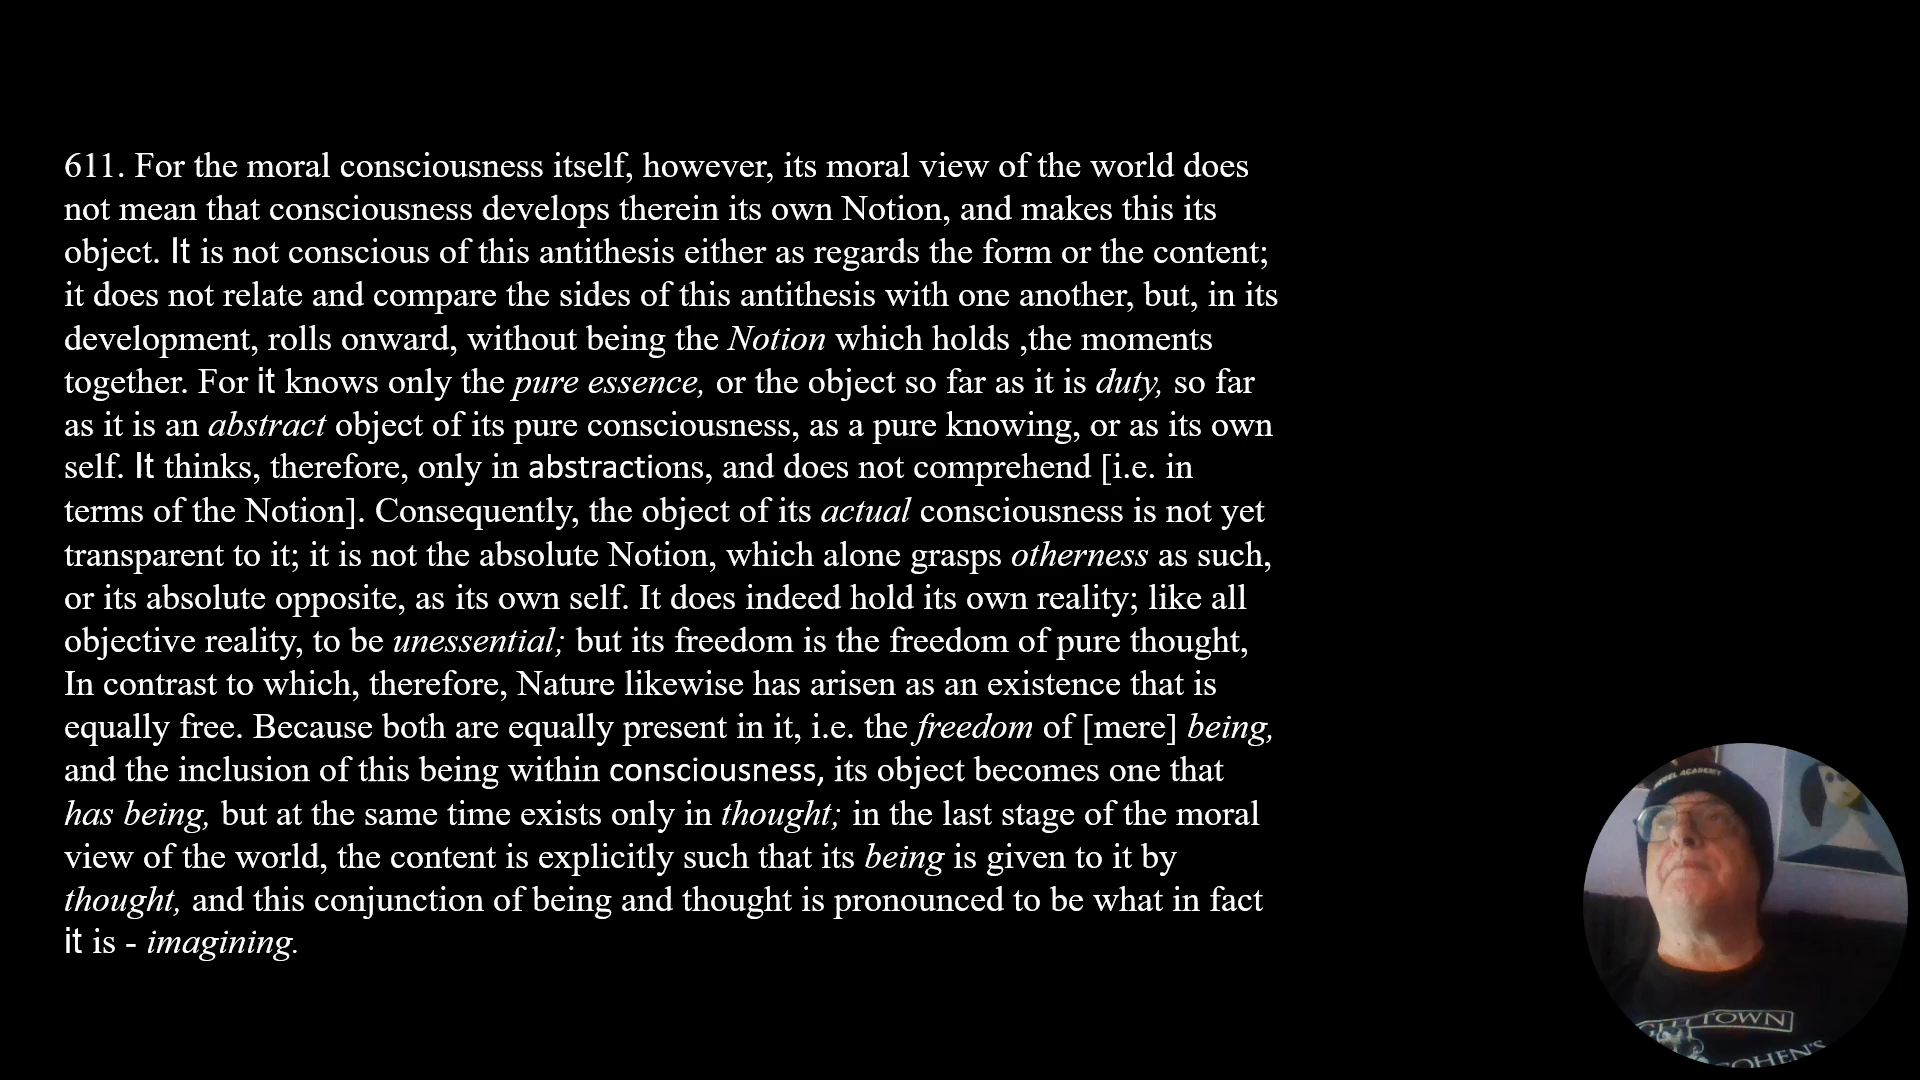 611. For the moral consciousness itself, however, its moral view of the world does
not mean that consciousness develops therein its own Notion, and makes this its
object. It is not conscious of this antithesis either as regards the form or the content;
it does not relate and compare the sides of this antithesis with one another, but, in its
development, rolls onward, without being the Notion which holds ,the moments
together. For it knows only the pure essence, or the object so far as it is duty, so far
as it is an abstract object of its pure consciousness, as a pure knowing, or as its own
self. It thinks, therefore, only in abstractions, and does not comprehend [i.e. in
terms of the Notion]. Consequently, the object of its actual consciousness is not yet
transparent to it; it is not the absolute Notion, which alone grasps otherness as such,
or its absolute opposite, as its own self. It does indeed hold its own reality; like all
objective reality, to be unessential; but its freedom is the freedom of pure thought,
In contrast to which, therefore, Nature likewise has arisen as an existence that is
equally free. Because both are equally present in it, i.e. the freedom of [mere] being,
and the inclusion of this being within consciousness, its object becomes one that
has being, but at the same time exists only in thought; in the last stage of the moral
view of the world, the content is explicitly such that its being is given to it by
thought, and this conjunction of being and thought is pronounced to be what in fact
it is - imagining.
ACADEMY
TOWN
COHEN'S